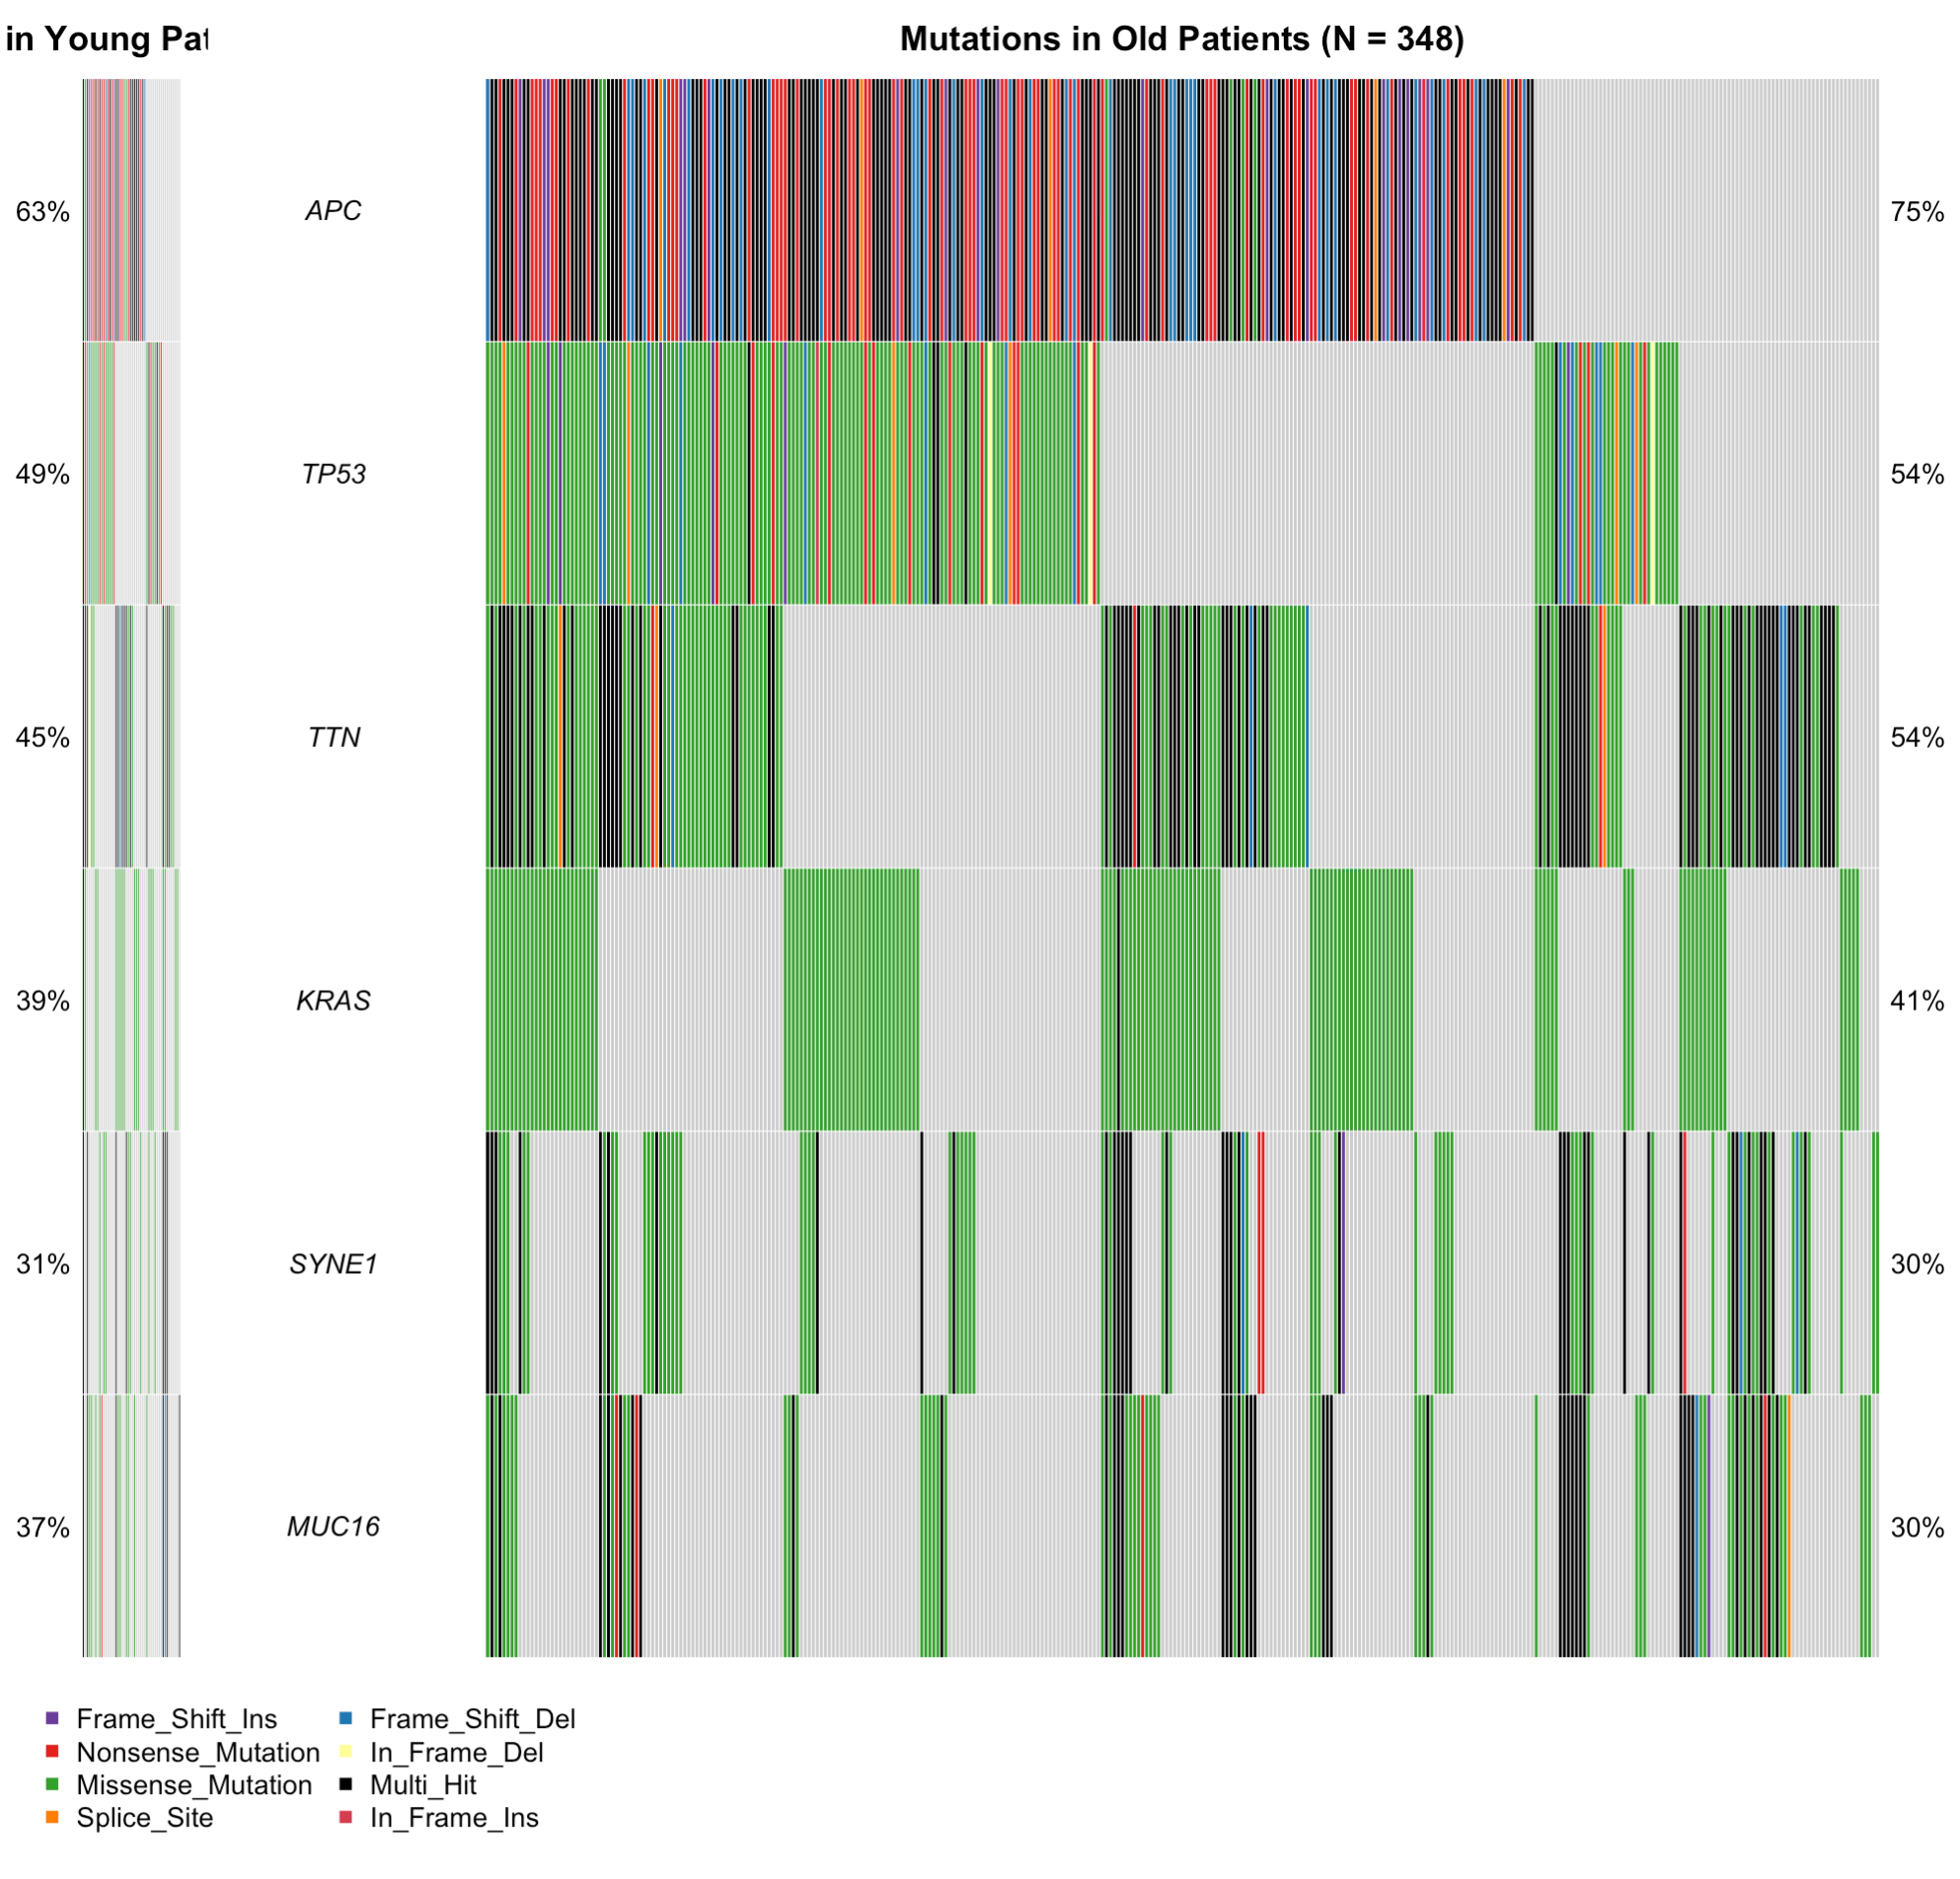 in Young Pat
Mutations in Old Patients (N = 348)
63% APC 75%
49% TP53 54%
45% TTN 54%
39% KRAS 41%
31% SYNE1 30%
37% MUC16 30%
Frame_Shift_Ins Frame_Shift_Del
Nonsense_Mutation In_Frame_Del
Missense_Mutation Multi_Hit
Splice_Site In_Frame_Ins